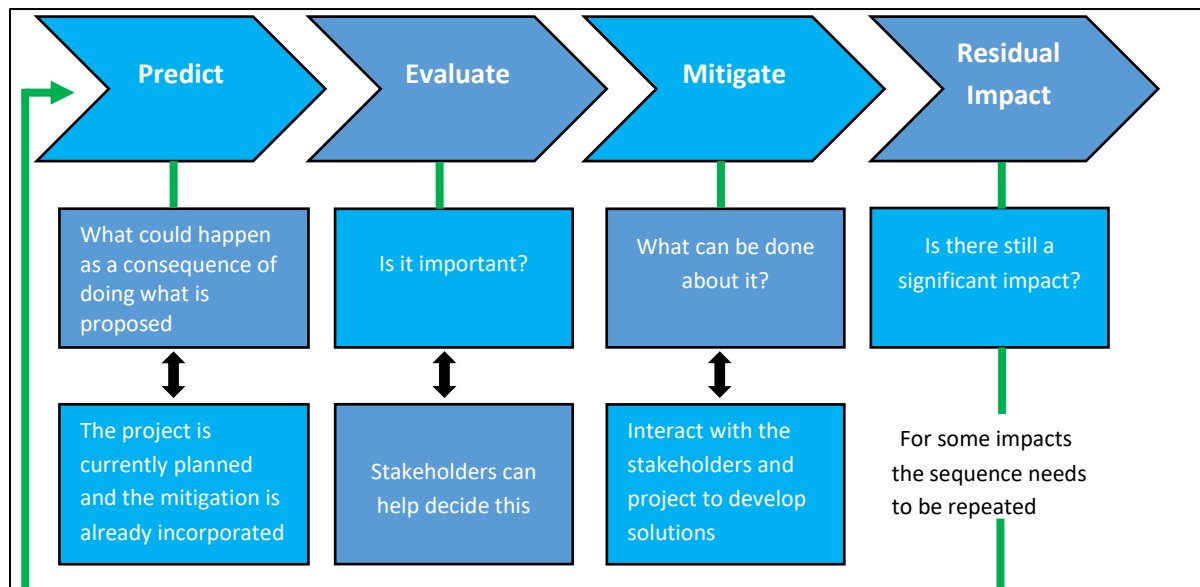 Predict
Evaluate
Mitigate
Residual
Impact
What could happen
as a consequence of
doing what is
proposed
Is it important?
What can be done
about it?
Is there still a
significant impact?
The project is
currently planned
and the mitigation is
already incorporated
Stakeholders can
help decide this
Interact with the
stakeholders and
project to develop
solutions
For some impacts
the sequence needs
to be repeated